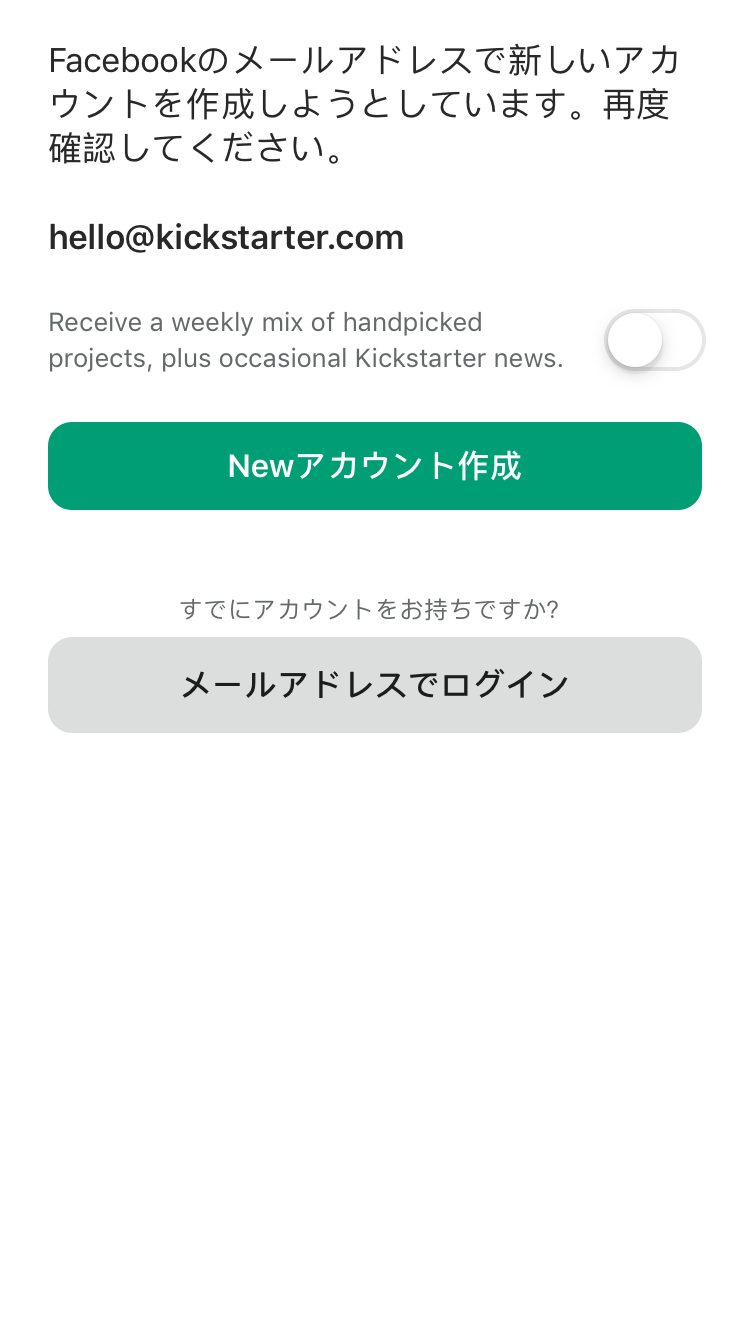 Facebookのメールアドレスで新しいアカ
ウントを作成しようとしています。再度
確認してください。
hello@kickstarter.com
Receive a weekly mix of handpicked
projects, plus occasional Kickstarter news.
Newアカウント作成
すでにアカウントをお持ちですか?
メールアドレスでログイン